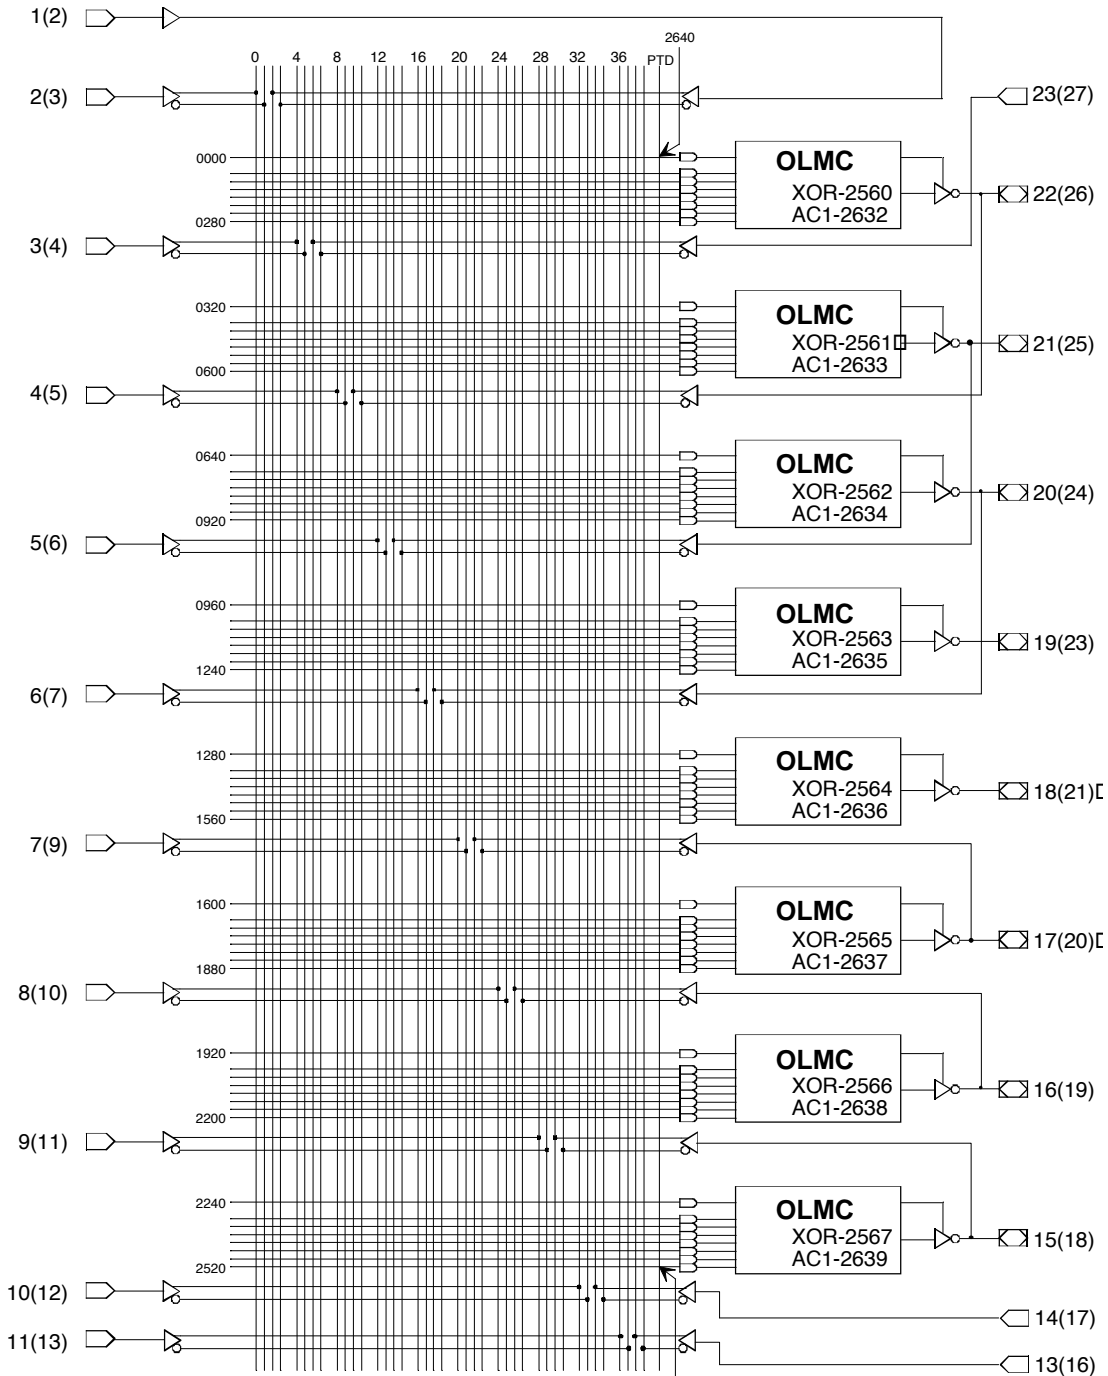 1(2)
2640
0 4 8 12 16 20 24 28 32 36 PTD
2(3) 23(27)
0000
OLMC
XOR-2560 22(26)
AC1-2632
0280
3(4)
0320
OLMC
XOR-2561 21(25)
AC1-2633
0600
4(5)
0640
OLMC
XOR-2562 20(24)
AC1-2634
0920
5(6)
0960
OLMC
XOR-2563 19(23)
AC1-2635
1240
6(7)
1280
OLMC
XOR-2564 18(21)
AC1-2636
1560
7(9)
1600
OLMC
XOR-2565 17(20)
AC1-2637
1880
8(10)
1920
OLMC
XOR-2566 16(19)
AC1-2638
2200
9(11)
2240
OLMC
XOR-2567 15(18)
AC1-2639
2520
10(12)
14(17)
11(13)
13(16)